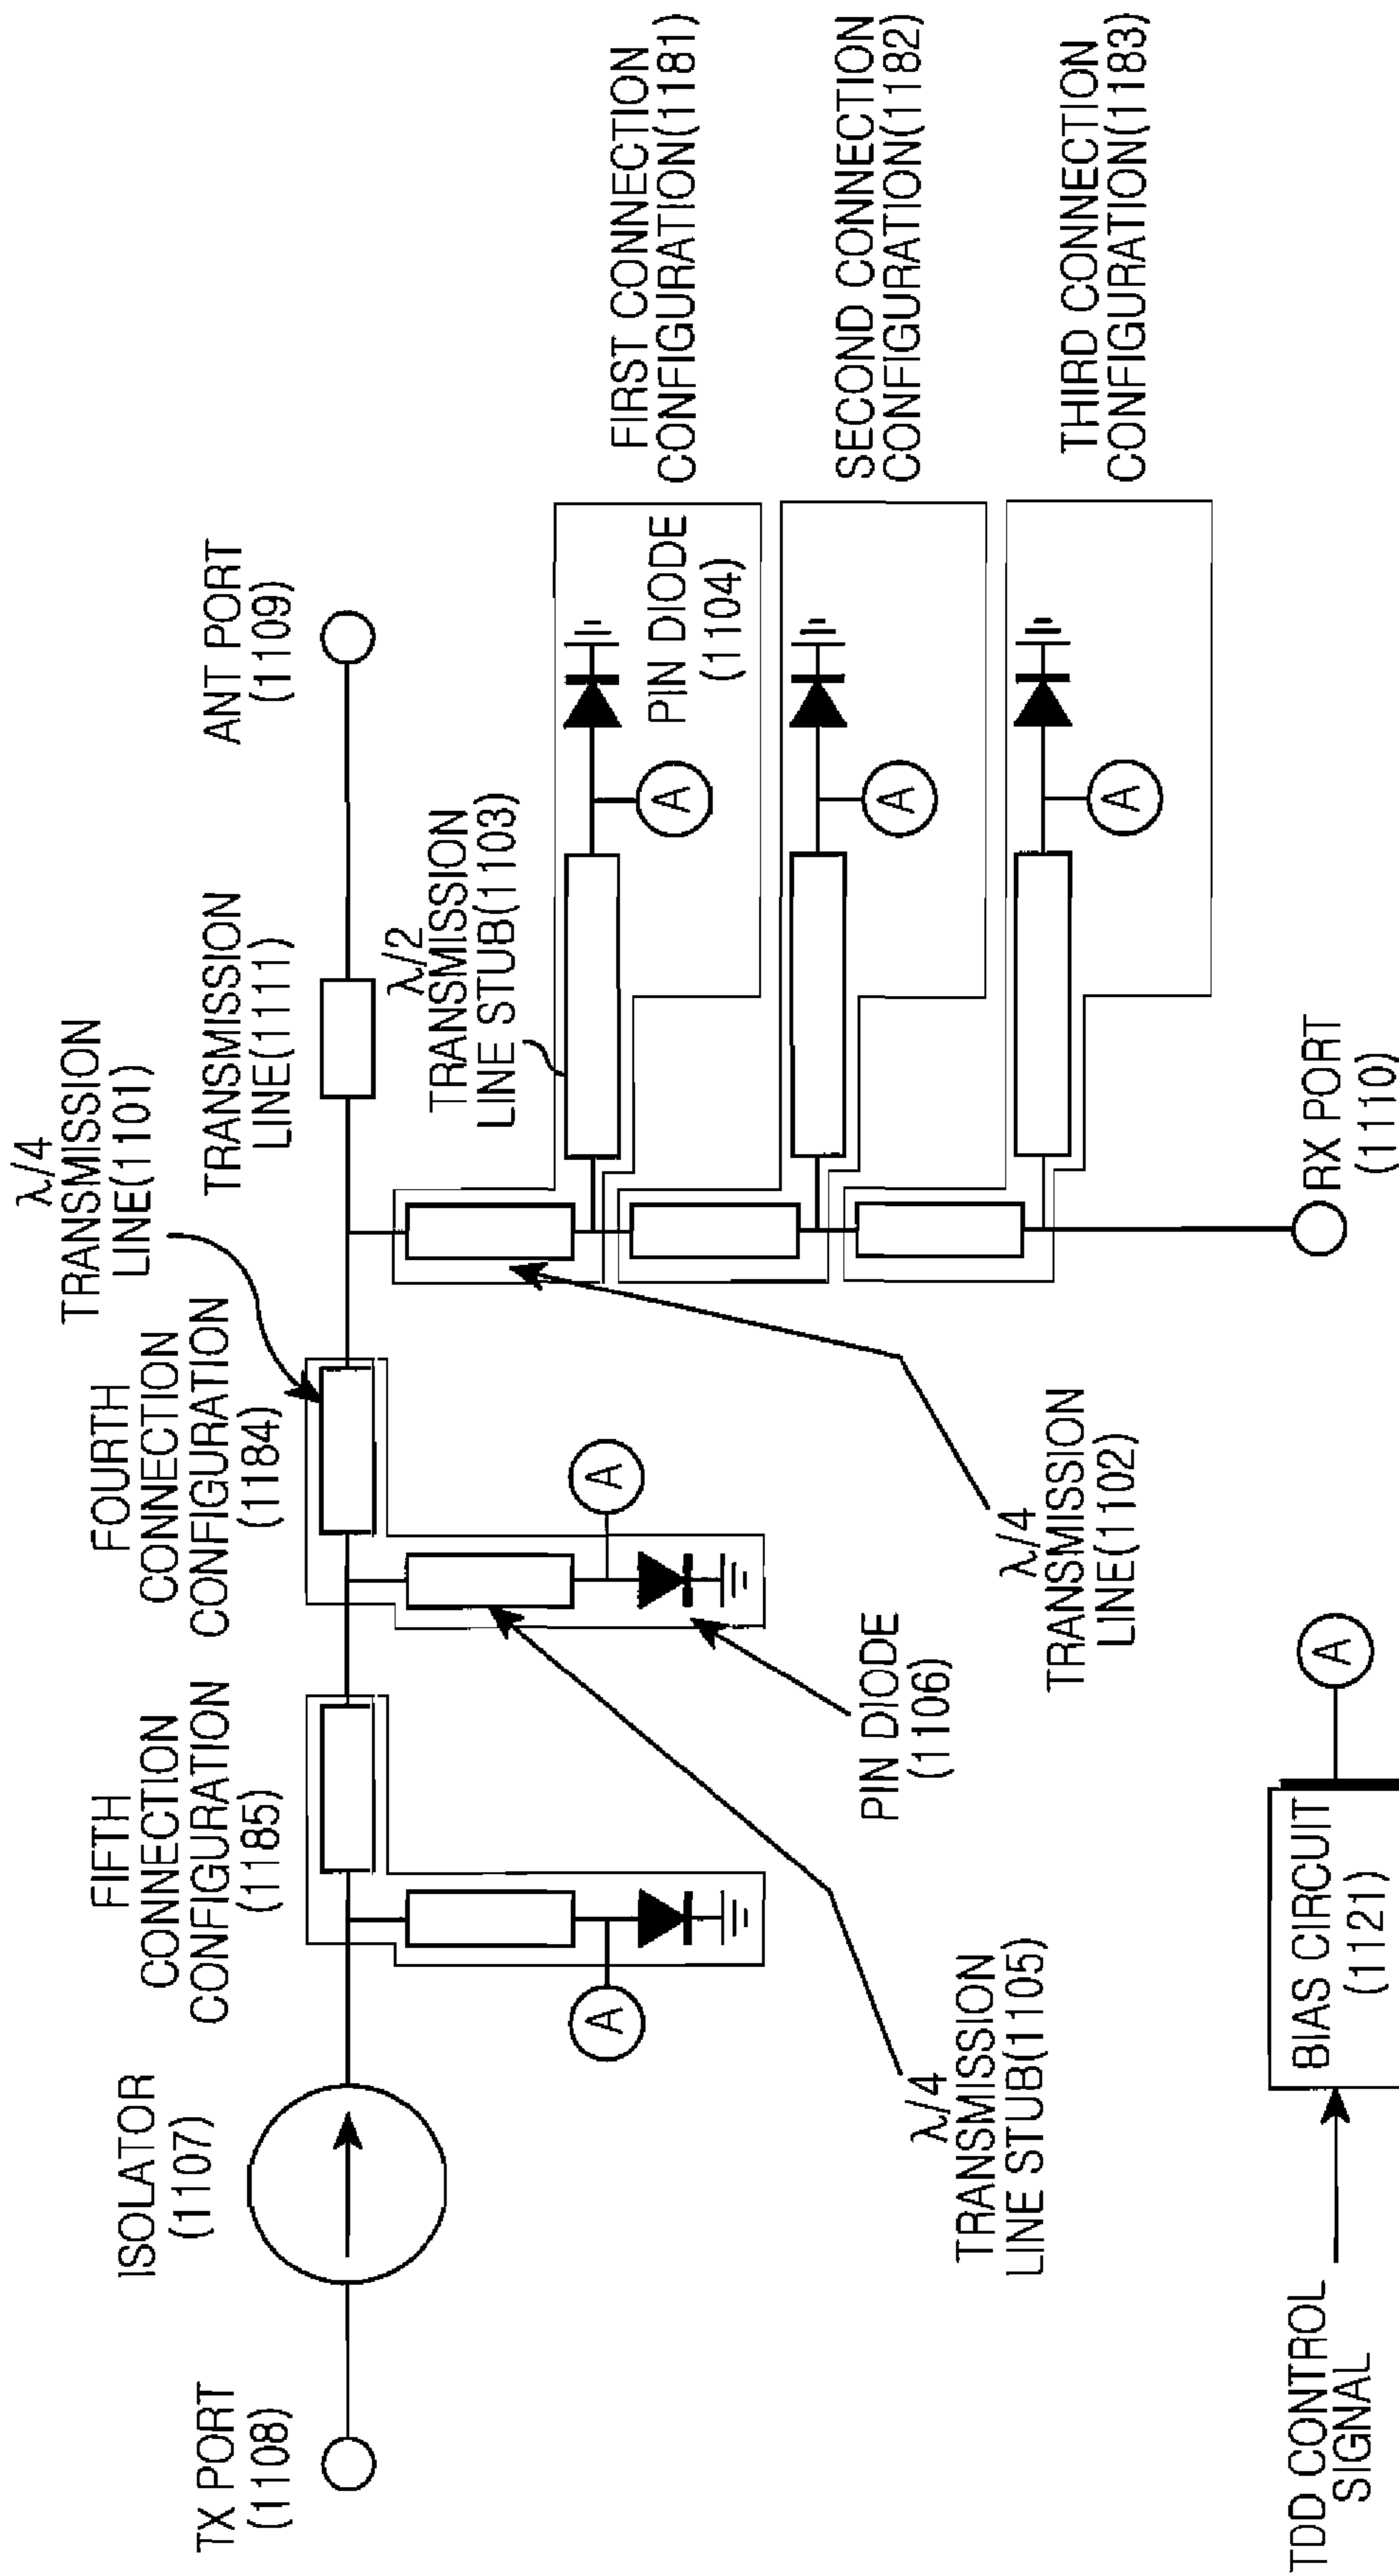 TX PORT
(1108)
ISOLATOR
(1107)
FIFTH
CONNECTION
CONFIGURATION
(1185)
FOURTH
CONNECTION
CONFIGURATION
(1184)
λ/4
TRANSMISSION
LINE(1101)
TRANSMISSION
LINE(1111)
ANT PORT
(1109)
λ/2
TRANSMISSION
LINE STUB(1103)
A
PIN DIODE
(1104)
FIRST CONNECTION
CONFIGURATION(1181)
A
SECOND CONNECTION
CONFIGURATION(1182)
A
THIRD CONNECTION
CONFIGURATION(1183)
A
A
λ/4
TRANSMISSION
LINE STUB(1105)
PIN DIODE
(1106)
λ/4
TRANSMISSION
LINE(1102)
RX PORT
(1110)
TDD CONTROL
SIGNAL
BIAS CIRCUIT
(1121)
A